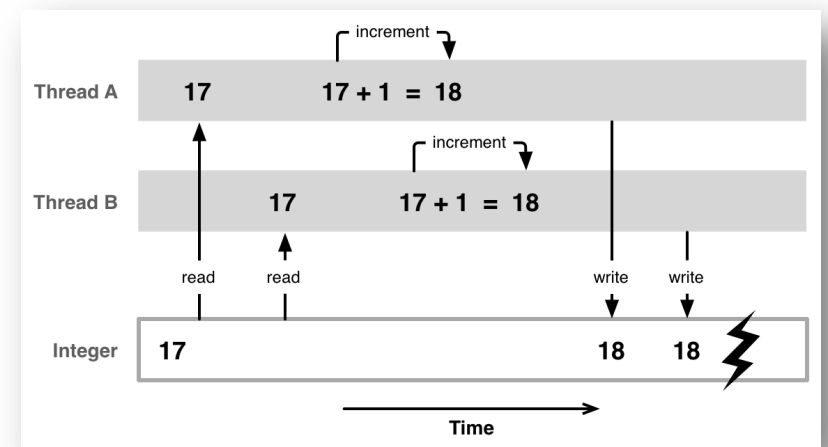 increment
Thread A 17 17 + 1 = 18
increment
Thread B 17 17 + 1 = 18
read read write write
Integer 17 18 18
Time